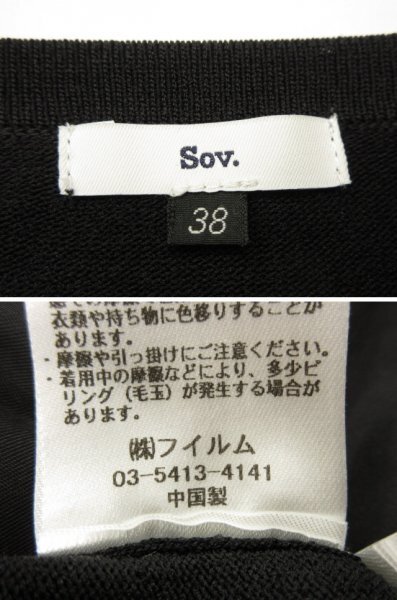 Sov.
38
衣類や持ち物に色移りすることが
あります。
・摩擦や引っ掛けにご注意ください。
・着用中の摩擦などにより、多少ピ
リング（毛玉）が発生する場合が
あります。
㈱フイルム
03-5413-4141
中国製